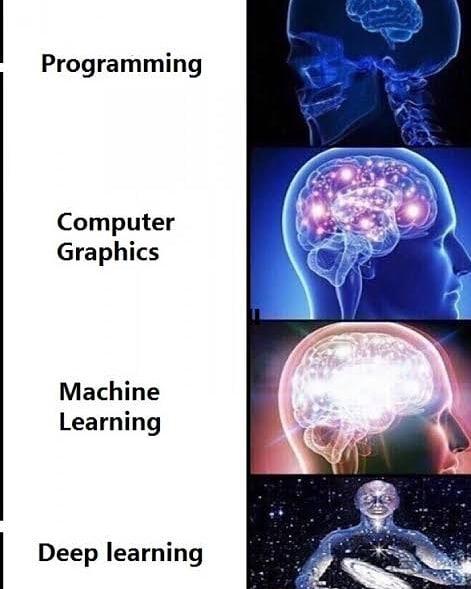 Programming
Computer
Graphics
Machine
Learning
Deep learning